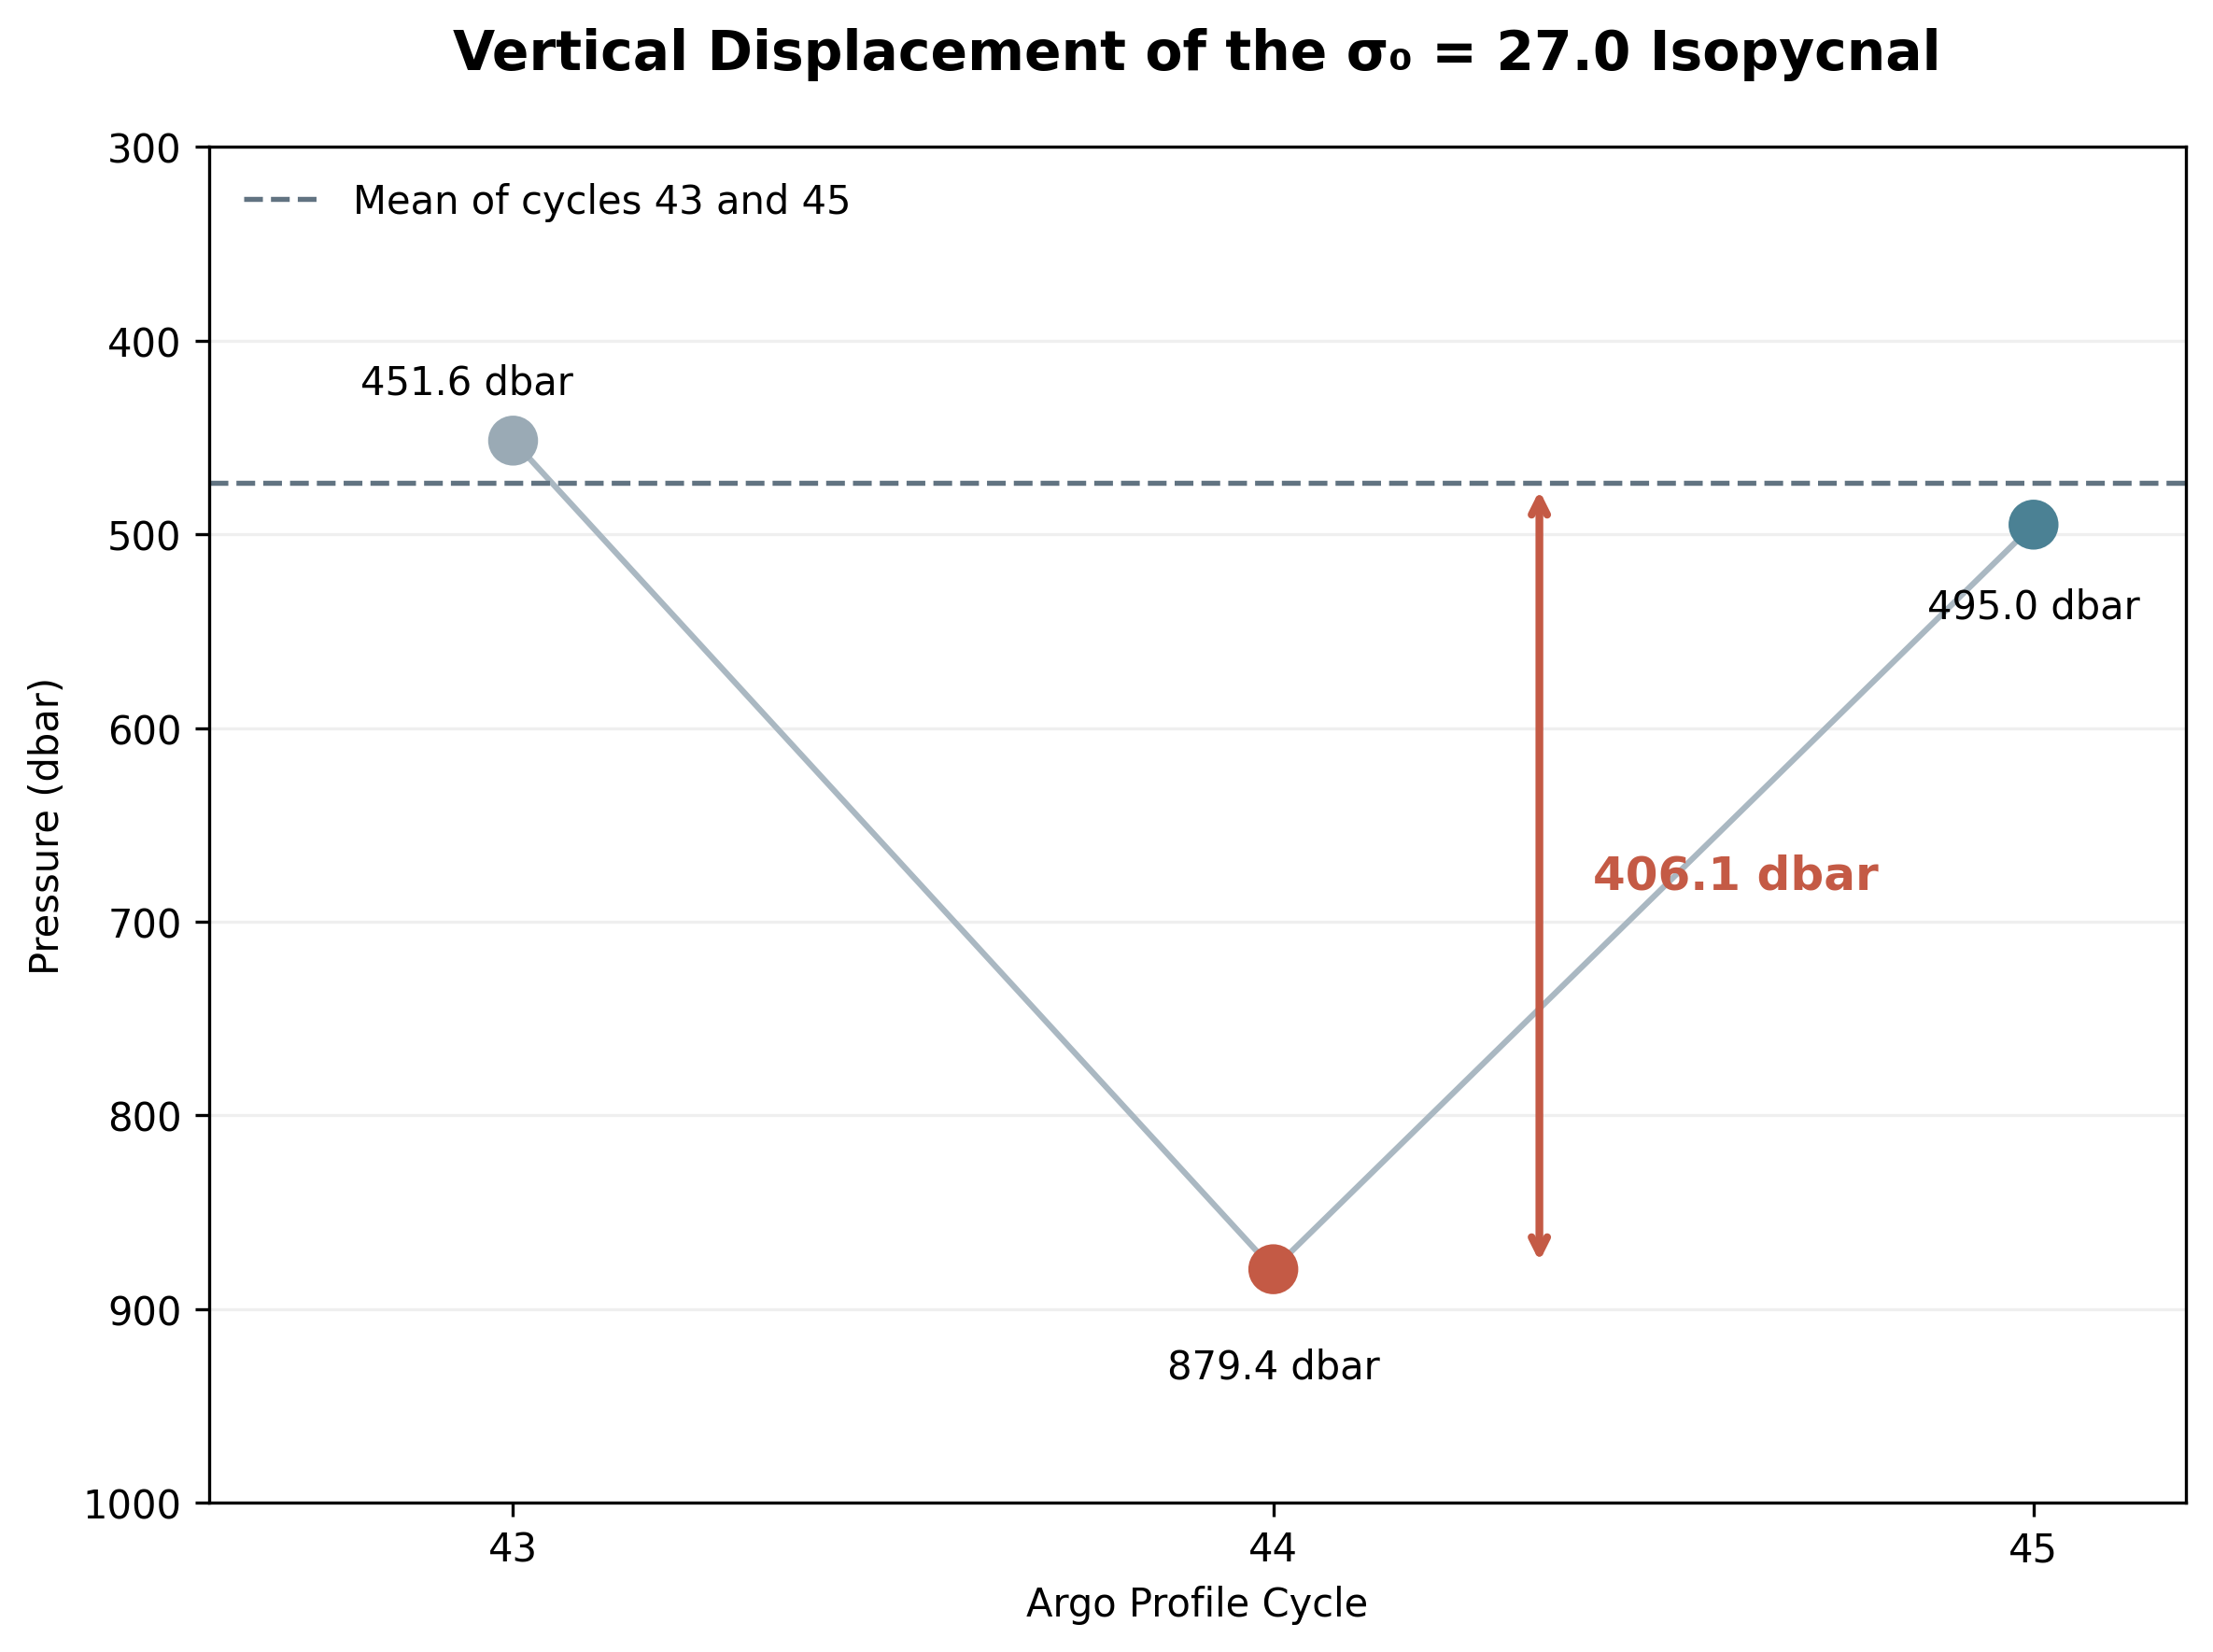 Vertical Displacement of the σ₀ = 27.0 Isopycnal
300
Mean of cycles 43 and 45
400
451.6 dbar
500
495.0 dbar
600
Pressure (dbar)
406.1 dbar
700
800
900
879.4 dbar
1000
43 44 45
Argo Profile Cycle